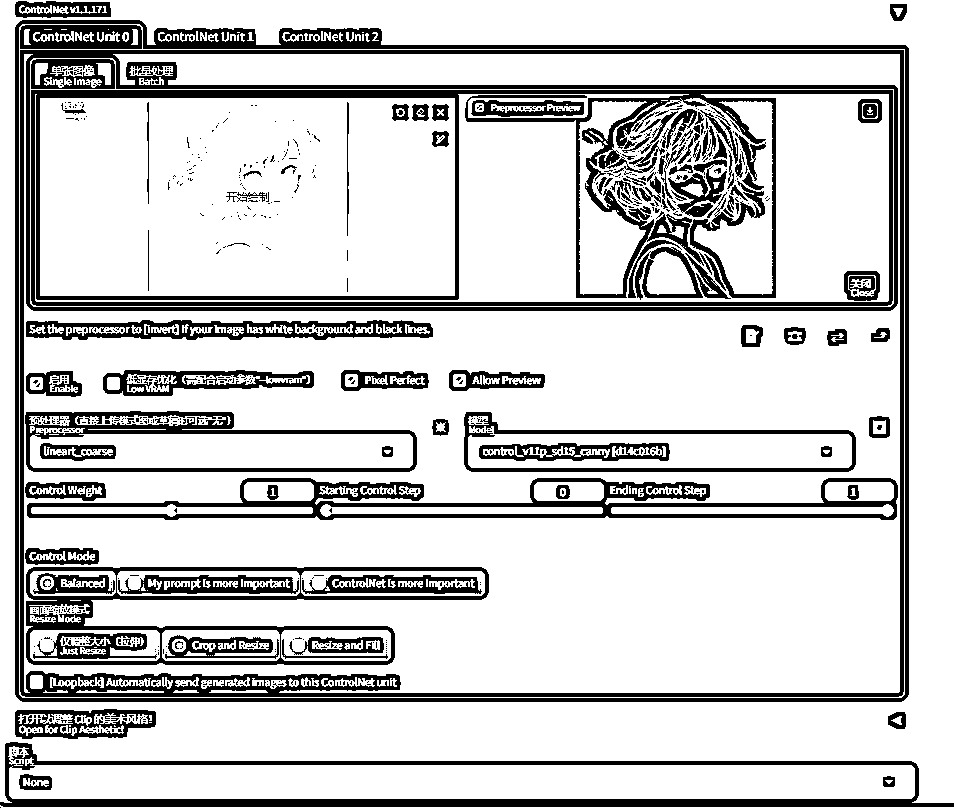 ControlNet v1.1.171
ControlNet Unit 0 ControlNet Unit 1 ControlNet Unit 2
单张图像 批量处理
Single Image Batch
Preprocessor Preview
开始绘制
关闭
Close
Set the preprocessor to [invert] If your image has white background and black lines.
启用 低显存优化（需配合启动参数"--lowvram"） Pixel Perfect Allow Preview
Enable Low VRAM
预处理器（直接上传模式图或草稿时可选"无"） 模型
Preprocessor Model
lineart_coarse control_v11p_sd15_canny [d14c016b]
Control Weight 1 Starting Control Step 0 Ending Control Step 1
Control Mode
Balanced My prompt is more important ControlNet is more important
画面缩放模式
Resize Mode
仅调整大小（拉伸） Crop and Resize Resize and Fill
Just Resize
[Loopback] Automatically send generated images to this ControlNet unit
打开以调整 Clip 的美术风格!
Open for Clip Aesthetic!
脚本
Script
None